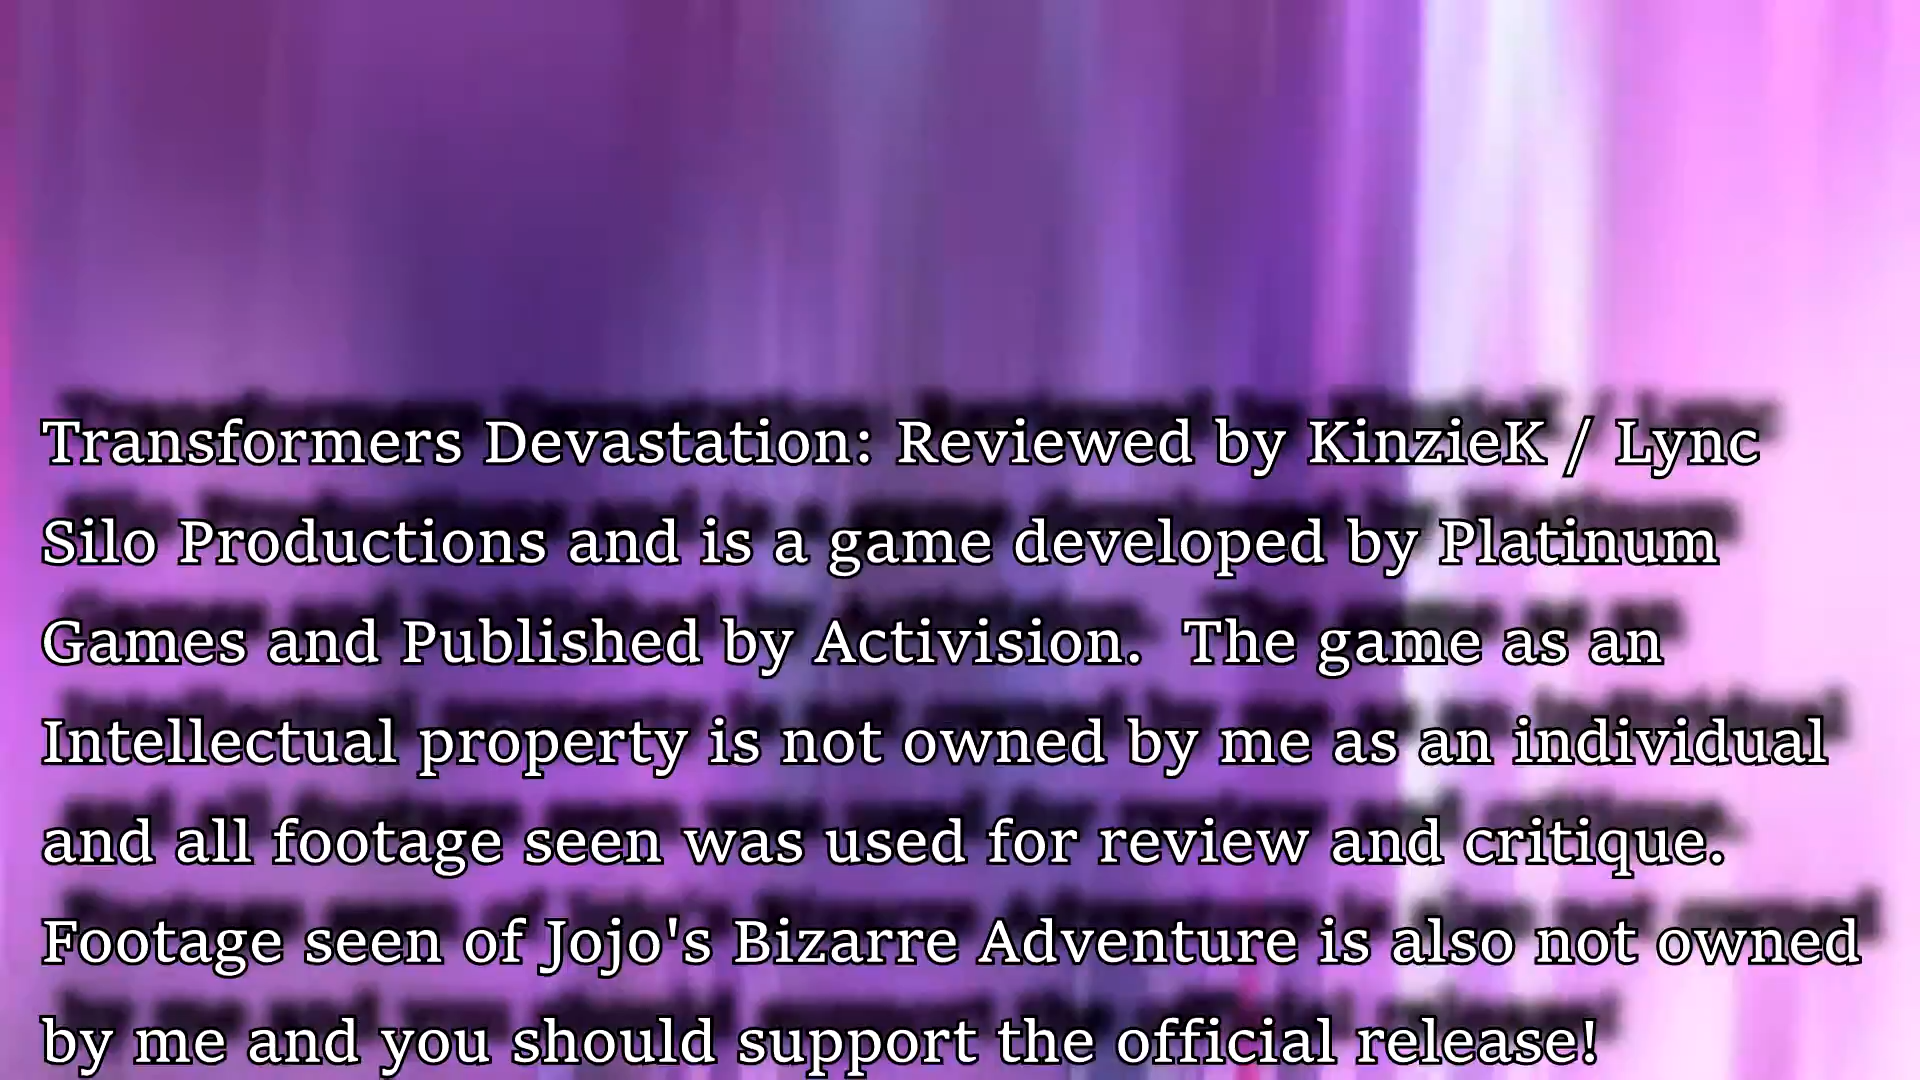 Transformers Devastation: Reviewed by KinzieK / Lync
Silo Productions and is a game developed by Platinum
Games and Published by Activision.  The game as an
Intellectual property is not owned by me as an individual
and all footage seen was used for review and critique.
Footage seen of Jojo's Bizarre Adventure is also not owned
by me and you should support the official release!